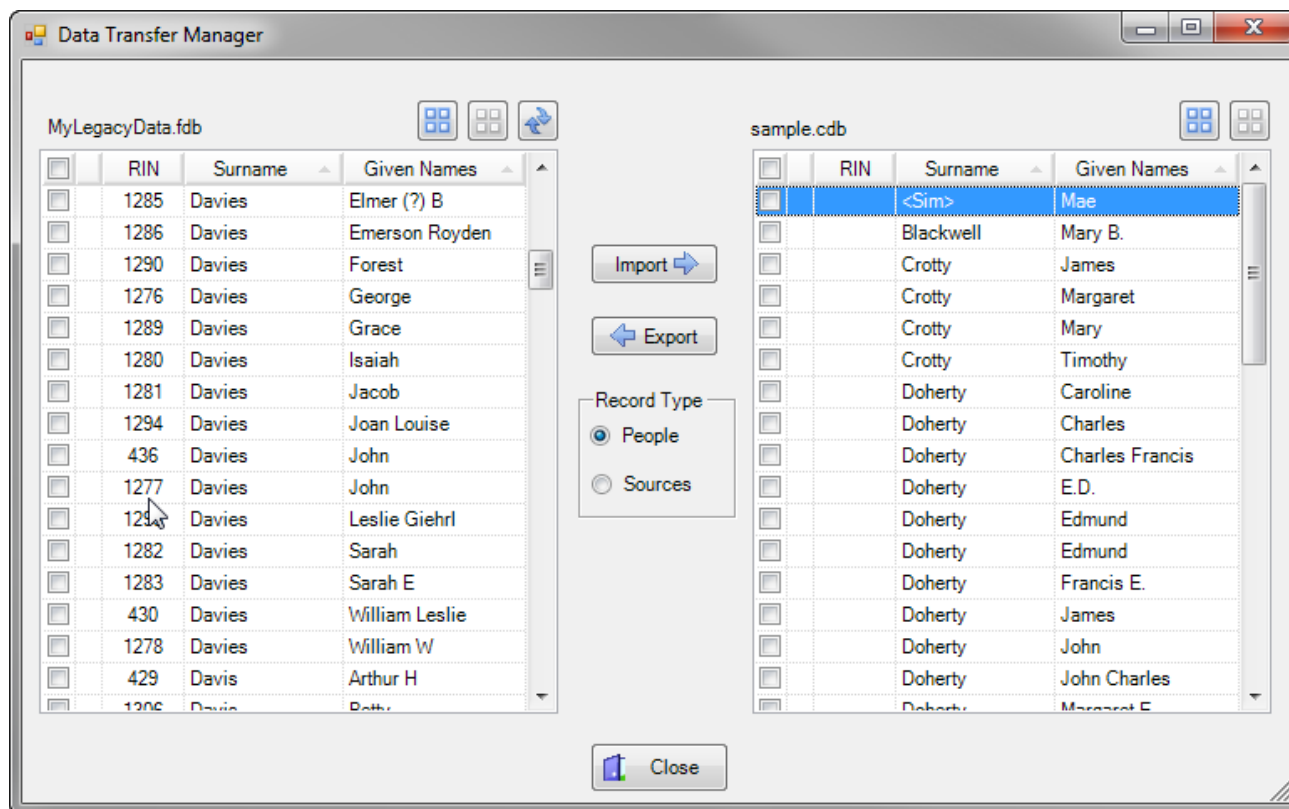 Data Transfer Manager
MyLegacyData.fdb
RIN Surname Given Names
1285 Davies Elmer (?) B
1286 Davies Emerson Royden
1290 Davies Forest
1276 Davies George
1289 Davies Grace
1280 Davies Isaiah
1281 Davies Jacob
1294 Davies Joan Louise
436 Davies John
1277 Davies John
Davies Leslie Giehrl
1282 Davies Sarah
1283 Davies Sarah E
430 Davies William Leslie
1278 Davies William W
429 Davis Arthur H
1306 Davis Betty
Import
Export
Record Type
People
Sources
sample.cdb
RIN Surname Given Names
<Sim> Mae
Blackwell Mary B.
Crotty James
Crotty Margaret
Crotty Mary
Crotty Timothy
Doherty Caroline
Doherty Charles
Doherty Charles Francis
Doherty E.D.
Doherty Edmund
Doherty Edmund
Doherty Francis E.
Doherty James
Doherty John
Doherty John Charles
Doherty Margaret E.
Close